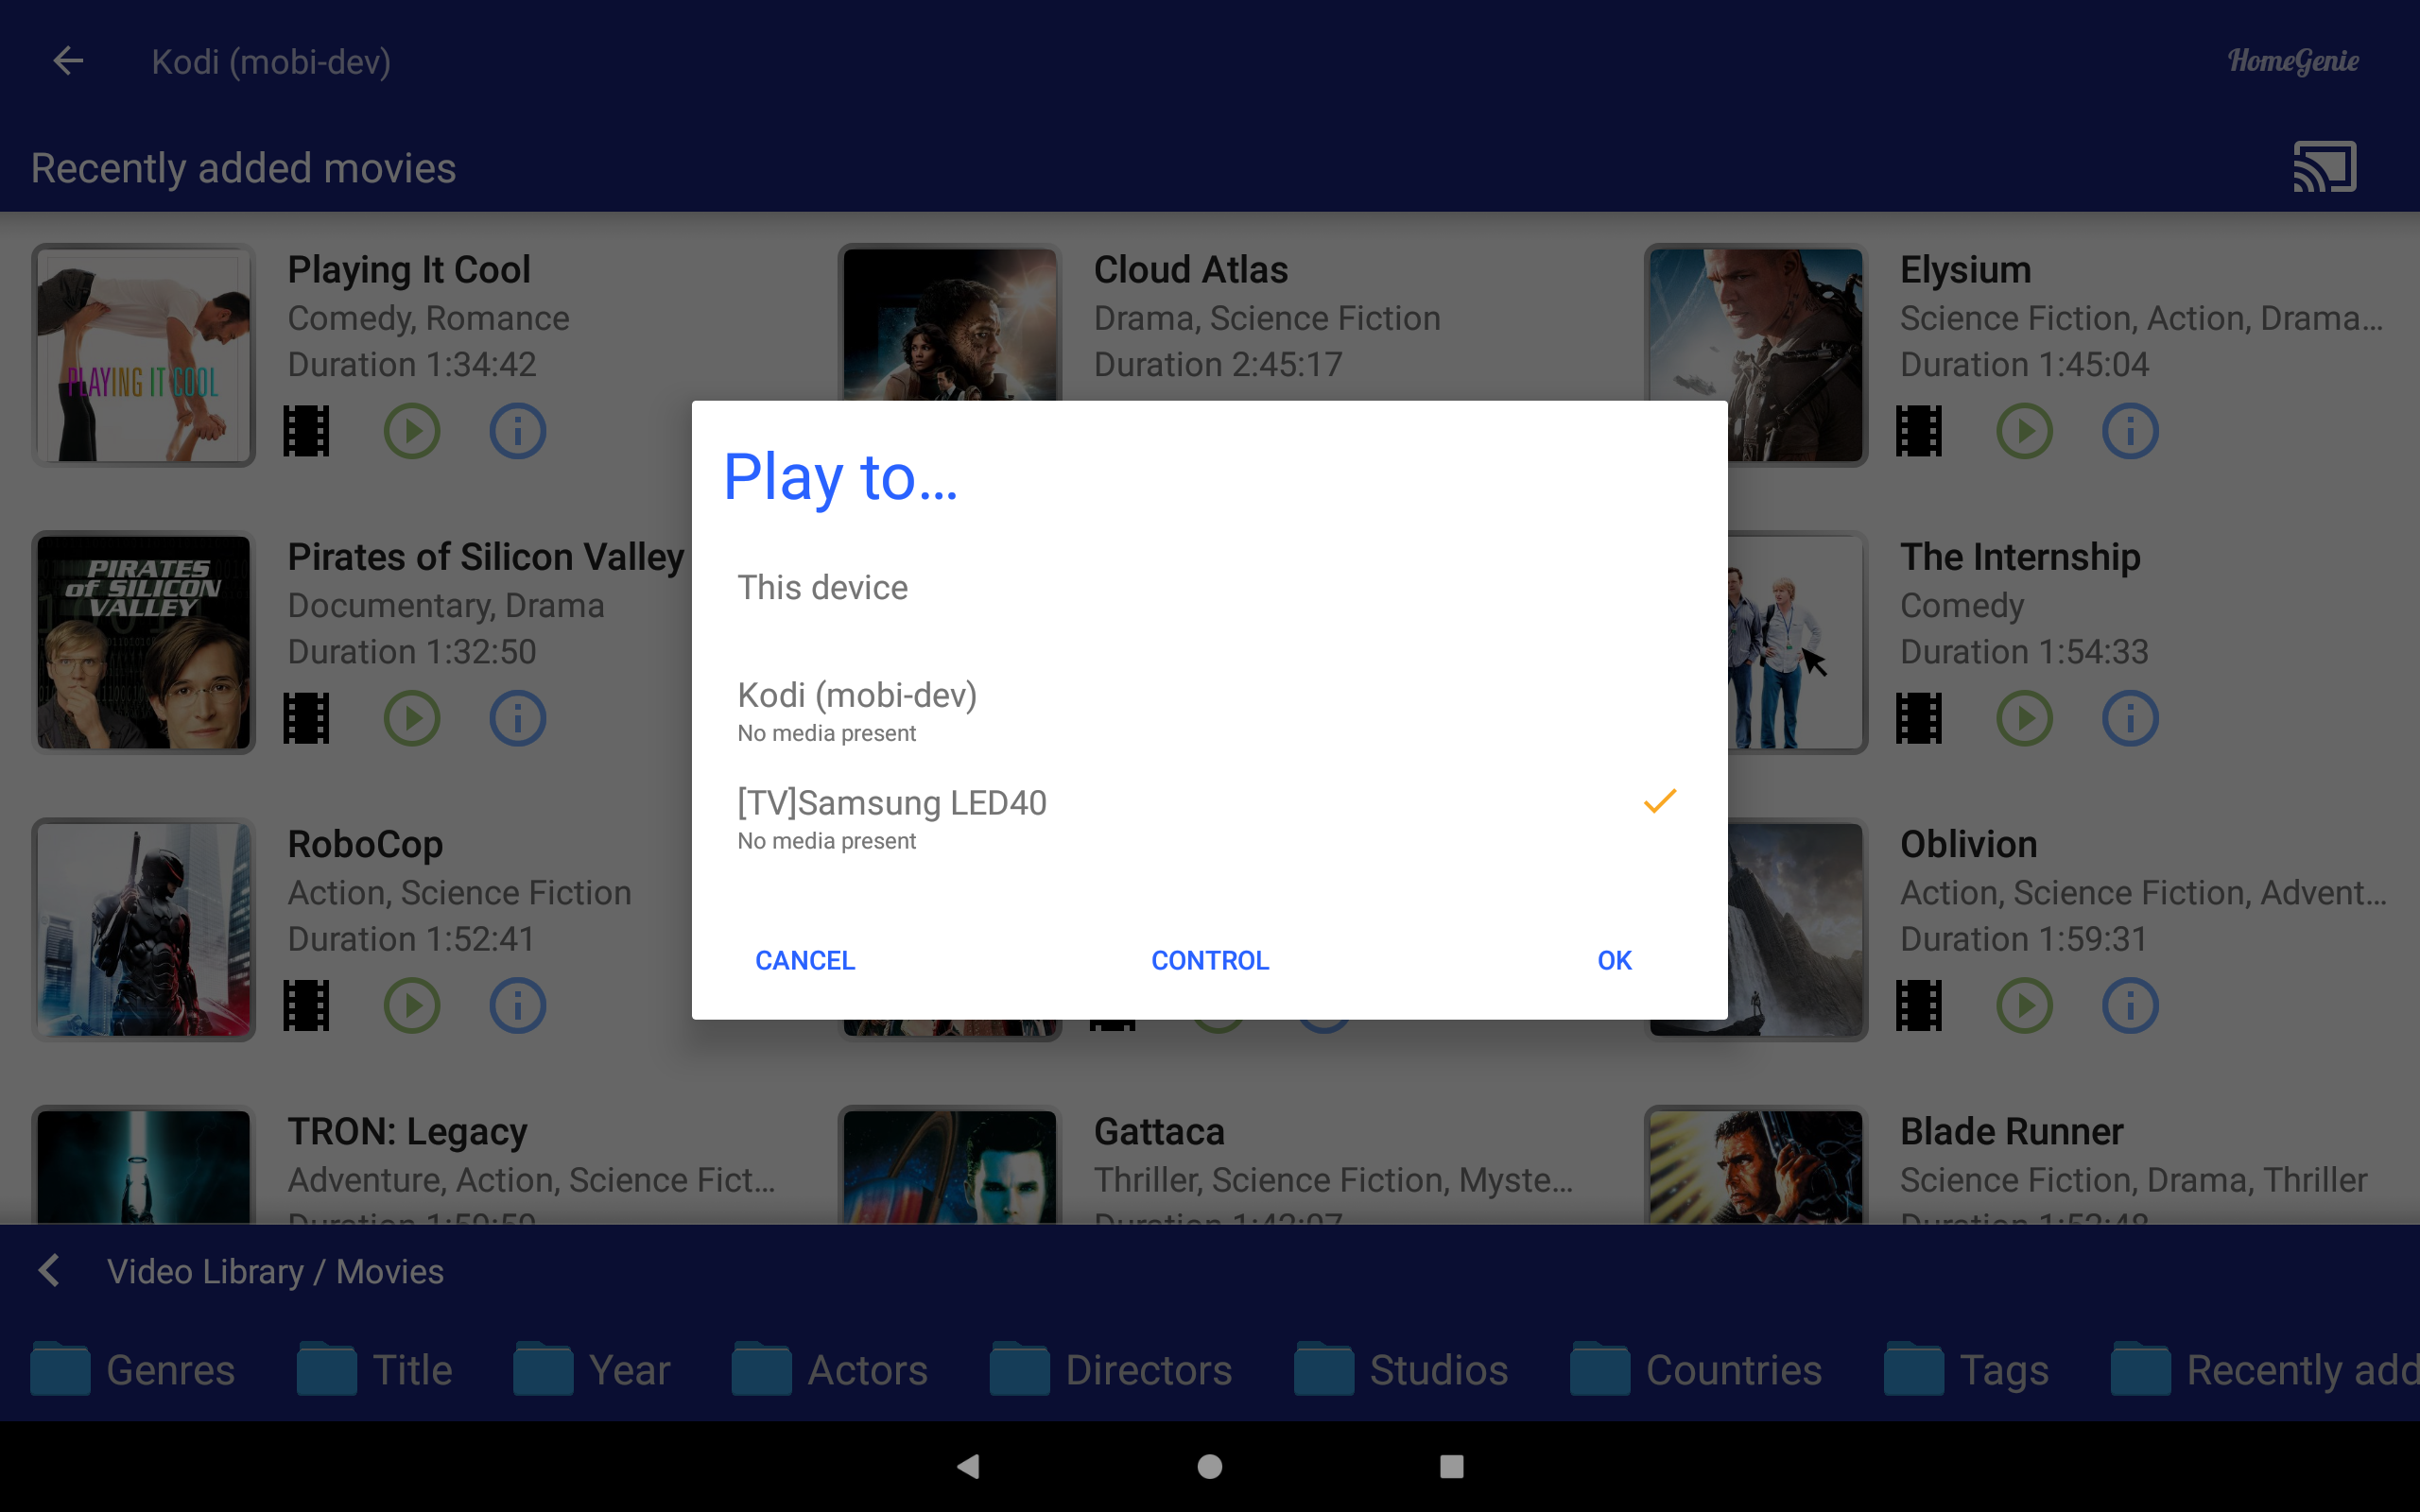 Kodi (mobi-dev)
HomeGenie
Recently added movies
Playing It Cool
Comedy, Romance
Duration 1:34:42
PLAYING IT COOL
Cloud Atlas
Drama, Science Fiction
Duration 2:45:17
Elysium
Science Fiction, Action, Drama...
Duration 1:45:04
Play to...
This device
Kodi (mobi-dev)
No media present
[TV]Samsung LED40
No media present
CANCEL
CONTROL
OK
PIRATES
of SILICON
VALLEY
Pirates of Silicon Valley
Documentary, Drama
Duration 1:32:50
The Internship
Comedy
Duration 1:54:33
RoboCop
Action, Science Fiction
Duration 1:52:41
Oblivion
Action, Science Fiction, Advent...
Duration 1:59:31
TRON: Legacy
Adventure, Action, Science Fict...
Gattaca
Thriller, Science Fiction, Myste...
Blade Runner
Science Fiction, Drama, Thriller
Video Library / Movies
Genres
Title
Year
Actors
Directors
Studios
Countries
Tags
Recently add